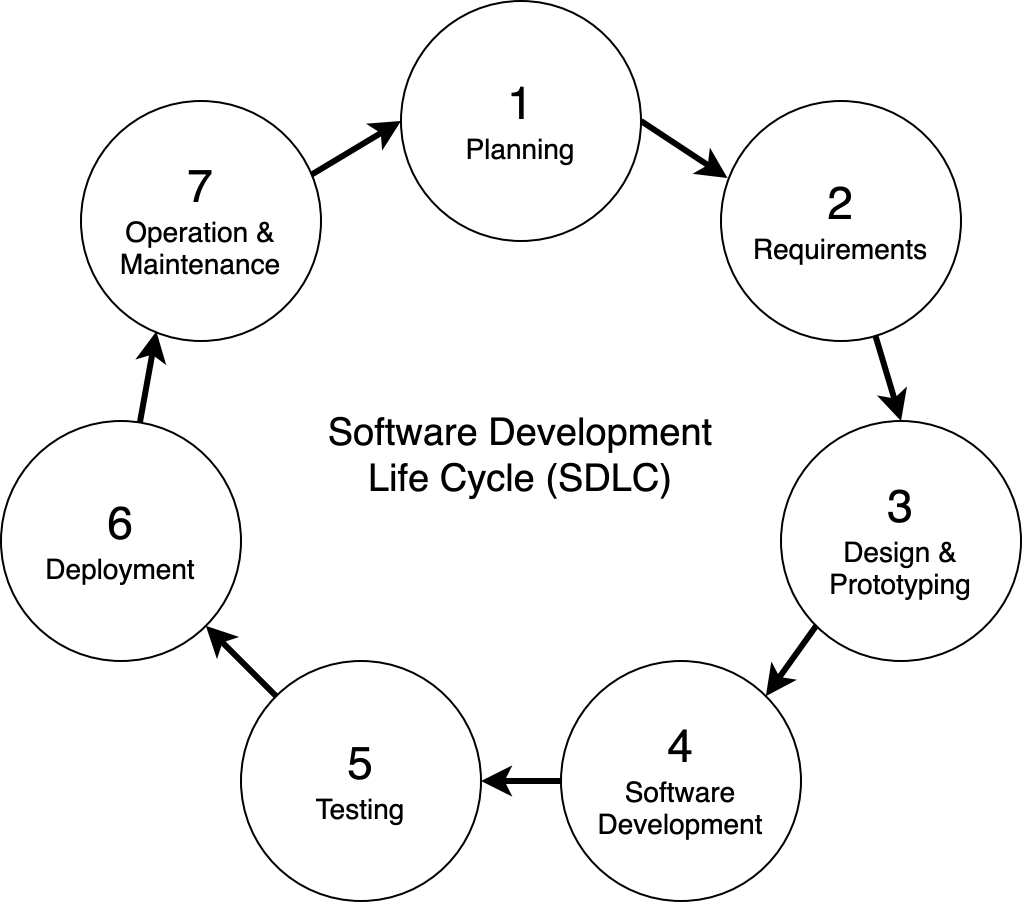 1
Planning
2
Requirements
3
Design &
Prototyping
4
Software
Development
5
Testing
6
Deployment
7
Operation &
Maintenance
Software Development
Life Cycle (SDLC)